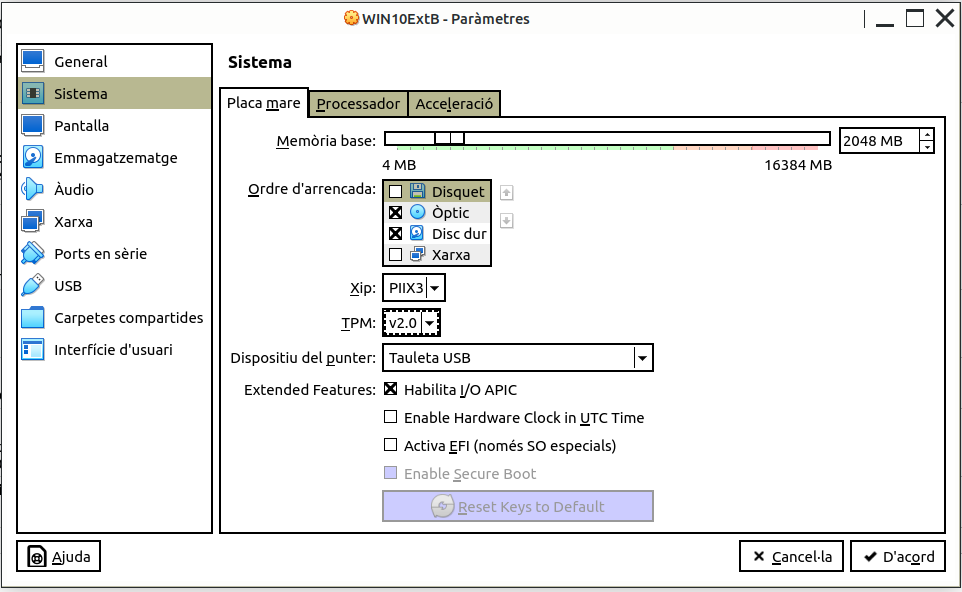 WIN10ExtB - Paràmetres
General
Sistema
Pantalla
Emmagatzematge
Àudio
Xarxa
Ports en sèrie
USB
Carpetes compartides
Interfície d'usuari
Sistema
Placa mare Processador Acceleració
Memòria base: 2048 MB
4 MB 16384 MB
Ordre d'arrencada: Disquet
Òptic
Disc dur
Xarxa
Xip: PIIX3
TPM: v2.0
Dispositiu del punter: Tauleta USB
Extended Features: Habilita I/O APIC
Enable Hardware Clock in UTC Time
Activa EFI (només SO especials)
Enable Secure Boot
Reset Keys to Default
Ajuda Cancel·la D'acord